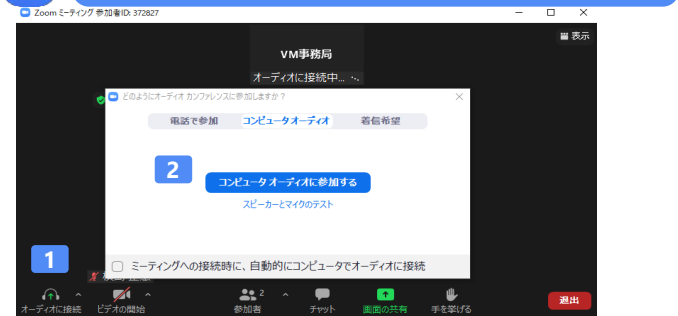 Zoom ミーティング 参加者ID: 372827
表示
VM事務局
オーディオに接続中...
どのようにオーディオ カンファレンスに参加しますか？
電話で参加 コンピュータオーディオ 着信希望
2
コンピュータ オーディオに参加する
スピーカーとマイクのテスト
1
ミーティングへの接続時に、自動的にコンピュータでオーディオに接続
2
オーディオに接続 ビデオの開始 参加者 チャット 画面の共有 手を挙げる
退出